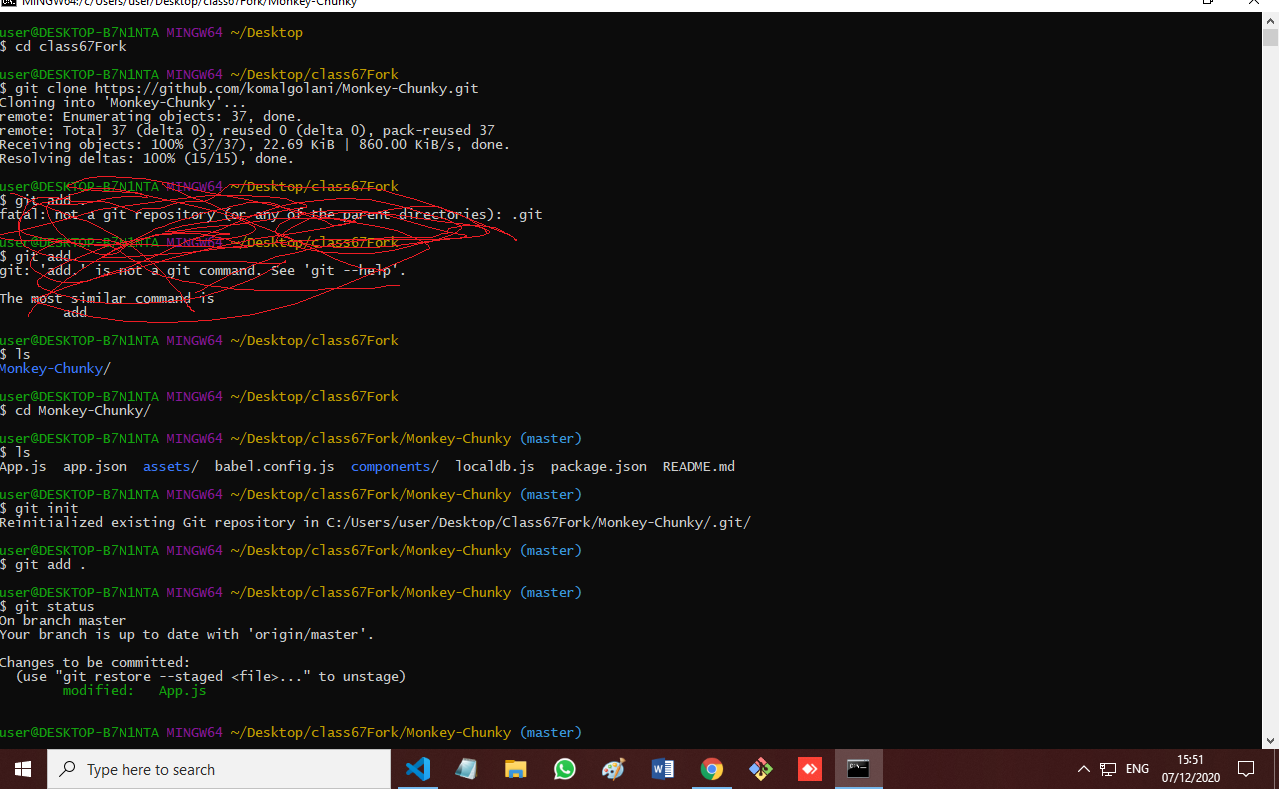 MINGW64:/c/Users/user/Desktop/class67Fork/Monkey-Chunky
user@DESKTOP-B7N1NTA MINGW64 ~/Desktop
$ cd class67Fork
user@DESKTOP-B7N1NTA MINGW64 ~/Desktop/class67Fork
$ git clone https://github.com/komalgolani/Monkey-Chunky.git
Cloning into 'Monkey-Chunky'...
remote: Enumerating objects: 37, done.
remote: Total 37 (delta 0), reused 0 (delta 0), pack-reused 37
Receiving objects: 100% (37/37), 22.69 KiB | 860.00 KiB/s, done.
Resolving deltas: 100% (15/15), done.
user@DESKTOP-B7N1NTA MINGW64 ~/Desktop/class67Fork
$ git add .
fatal: not a git repository (or any of the parent directories): .git
user@DESKTOP-B7N1NTA MINGW64 ~/Desktop/class67Fork
$ git add.
git: 'add.' is not a git command. See 'git --help'.
The most similar command is
add
user@DESKTOP-B7N1NTA MINGW64 ~/Desktop/class67Fork
$ ls
Monkey-Chunky/
user@DESKTOP-B7N1NTA MINGW64 ~/Desktop/class67Fork
$ cd Monkey-Chunky/
user@DESKTOP-B7N1NTA MINGW64 ~/Desktop/class67Fork/Monkey-Chunky (master)
$ ls
App.js  app.json  assets/  babel.config.js  components/  localdb.js  package.json  README.md
user@DESKTOP-B7N1NTA MINGW64 ~/Desktop/class67Fork/Monkey-Chunky (master)
$ git init
Reinitialized existing Git repository in C:/Users/user/Desktop/Class67Fork/Monkey-Chunky/.git/
user@DESKTOP-B7N1NTA MINGW64 ~/Desktop/class67Fork/Monkey-Chunky (master)
$ git add .
user@DESKTOP-B7N1NTA MINGW64 ~/Desktop/class67Fork/Monkey-Chunky (master)
$ git status
On branch master
Your branch is up to date with 'origin/master'.
Changes to be committed:
(use "git restore --staged <file>..." to unstage)
modified:   App.js
user@DESKTOP-B7N1NTA MINGW64 ~/Desktop/class67Fork/Monkey-Chunky (master)
Type here to search
ENG
15:51
07/12/2020